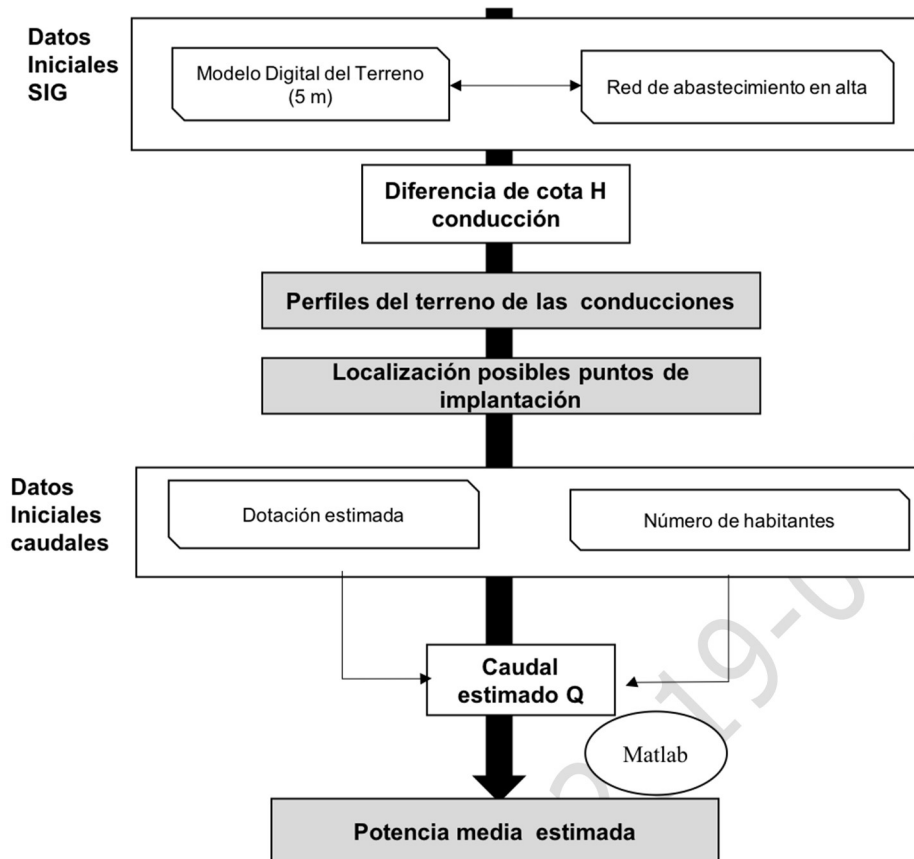 Datos
Iniciales
SIG
Modelo Digital del Terreno
(5 m)
Red de abastecimiento en alta
Diferencia de cota H
conducción
Perfiles del terreno de las conducciones
Localización posibles puntos de
implantación
Datos
Iniciales
caudales
Dotación estimada
Número de habitantes
Caudal
estimado Q
Matlab
Potencia media estimada